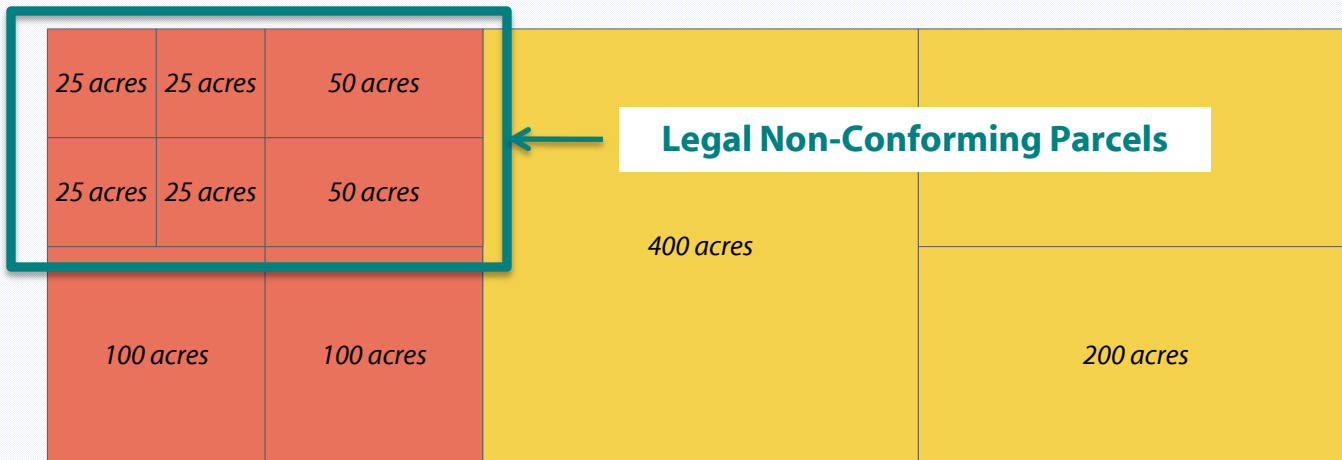 25 acres 25 acres 50 acres
Legal Non-Conforming Parcels
25 acres 25 acres 50 acres
400 acres
100 acres 100 acres 200 acres